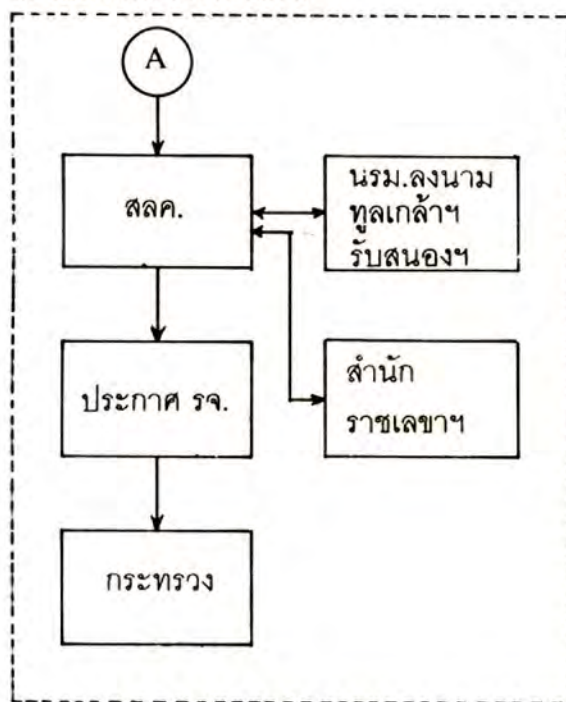 A
สลค.
นรม.ลงนาม
ทูลเกล้าฯ
รับสนองฯ
ประกาศ รจ.
สำนัก
ราชเลขาฯ
กระทรวง